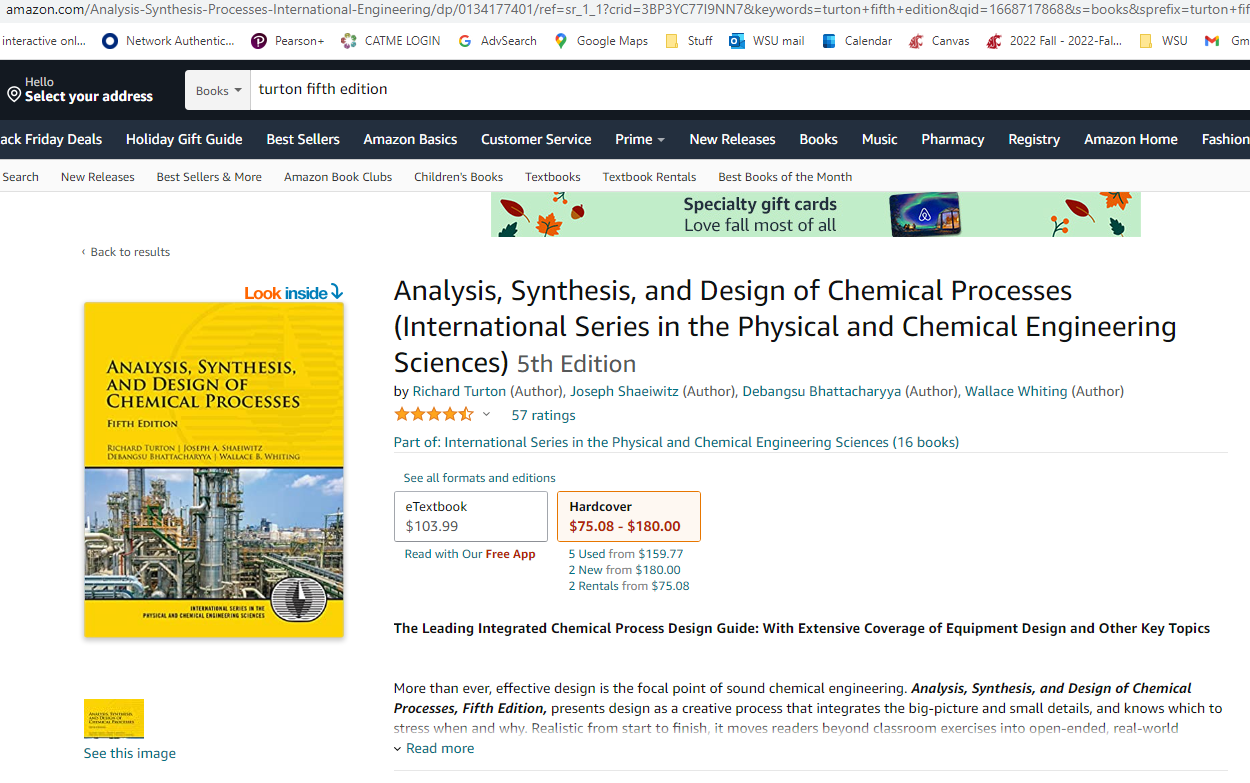 amazon.com/Analysis-Synthesis-Processes-International-Engineering/dp/0134177401/ref=sr_1_1?crid=3BP3YC77I9NN7&keywords=turton+fifth+edition&qid=1668717868&s=books&sprefix=turton+fif
interactive onl... Network Authentic... Pearson+ CATME LOGIN AdvSearch Google Maps Stuff WSU mail Calendar Canvas 2022 Fall - 2022-Fal... WSU Gm
Hello
Select your address
Books turton fifth edition
ack Friday Deals Holiday Gift Guide Best Sellers Amazon Basics Customer Service Prime New Releases Books Music Pharmacy Registry Amazon Home Fashion
Search New Releases Best Sellers & More Amazon Book Clubs Children's Books Textbooks Textbook Rentals Best Books of the Month
Specialty gift cards
Love fall most of all
‹ Back to results
Look inside
ANALYSIS, SYNTHESIS,
AND DESIGN OF
CHEMICAL PROCESSES
FIFTH EDITION
RICHARD TURTON | JOSEPH A. SHAEIWITZ
DEBANGSU BHATTACHARYYA | WALLACE B. WHITING
INTERNATIONAL SERIES IN THE
PHYSICAL AND CHEMICAL ENGINEERING SCIENCES
See this image
Analysis, Synthesis, and Design of Chemical Processes
(International Series in the Physical and Chemical Engineering
Sciences) 5th Edition
by Richard Turton (Author), Joseph Shaeiwitz (Author), Debangsu Bhattacharyya (Author), Wallace Whiting (Author)
57 ratings
Part of: International Series in the Physical and Chemical Engineering Sciences (16 books)
See all formats and editions
eTextbook
$103.99
Read with Our Free App
Hardcover
$75.08 - $180.00
5 Used from $159.77
2 New from $180.00
2 Rentals from $75.08
The Leading Integrated Chemical Process Design Guide: With Extensive Coverage of Equipment Design and Other Key Topics
More than ever, effective design is the focal point of sound chemical engineering. Analysis, Synthesis, and Design of Chemical
Processes, Fifth Edition, presents design as a creative process that integrates the big-picture and small details, and knows which to
stress when and why. Realistic from start to finish, it moves readers beyond classroom exercises into open-ended, real-world
Read more